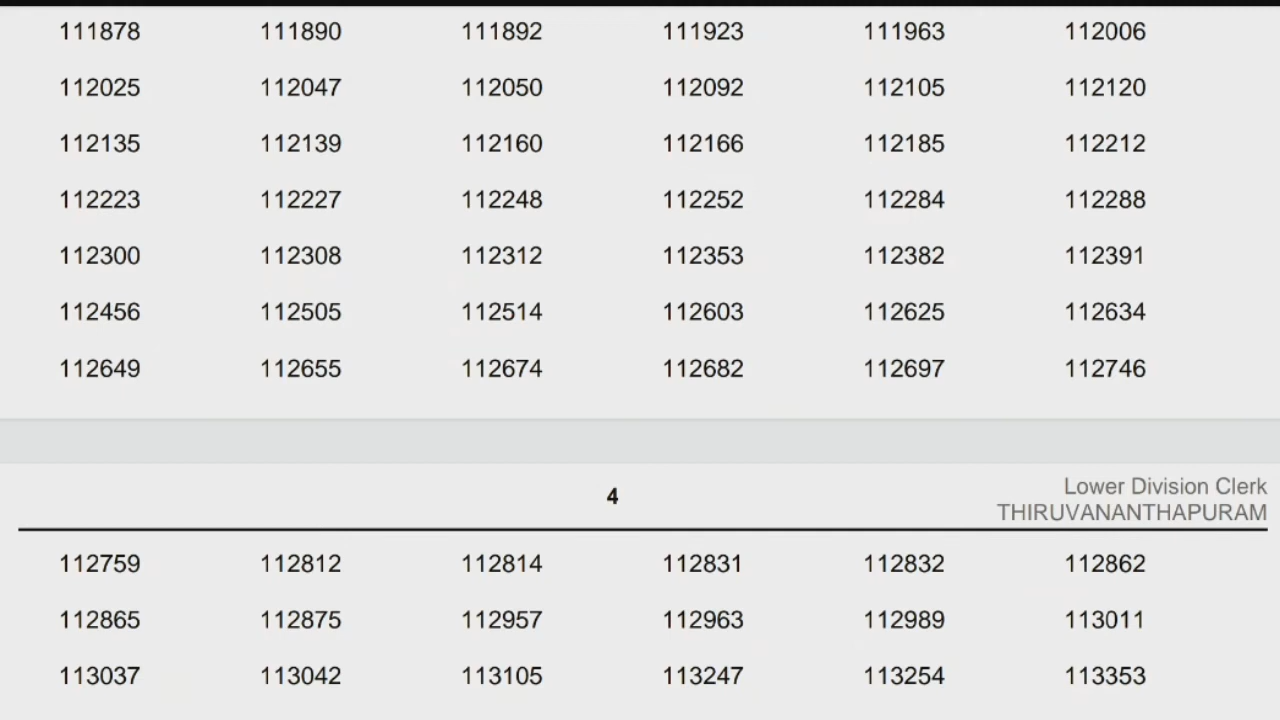 111878 111890 111892 111923 111963 112006
112025 112047 112050 112092 112105 112120
112135 112139 112160 112166 112185 112212
112223 112227 112248 112252 112284 112288
112300 112308 112312 112353 112382 112391
112456 112505 112514 112603 112625 112634
112649 112655 112674 112682 112697 112746
4
Lower Division Clerk
THIRUVANANTHAPURAM
112759 112812 112814 112831 112832 112862
112865 112875 112957 112963 112989 113011
113037 113042 113105 113247 113254 113353